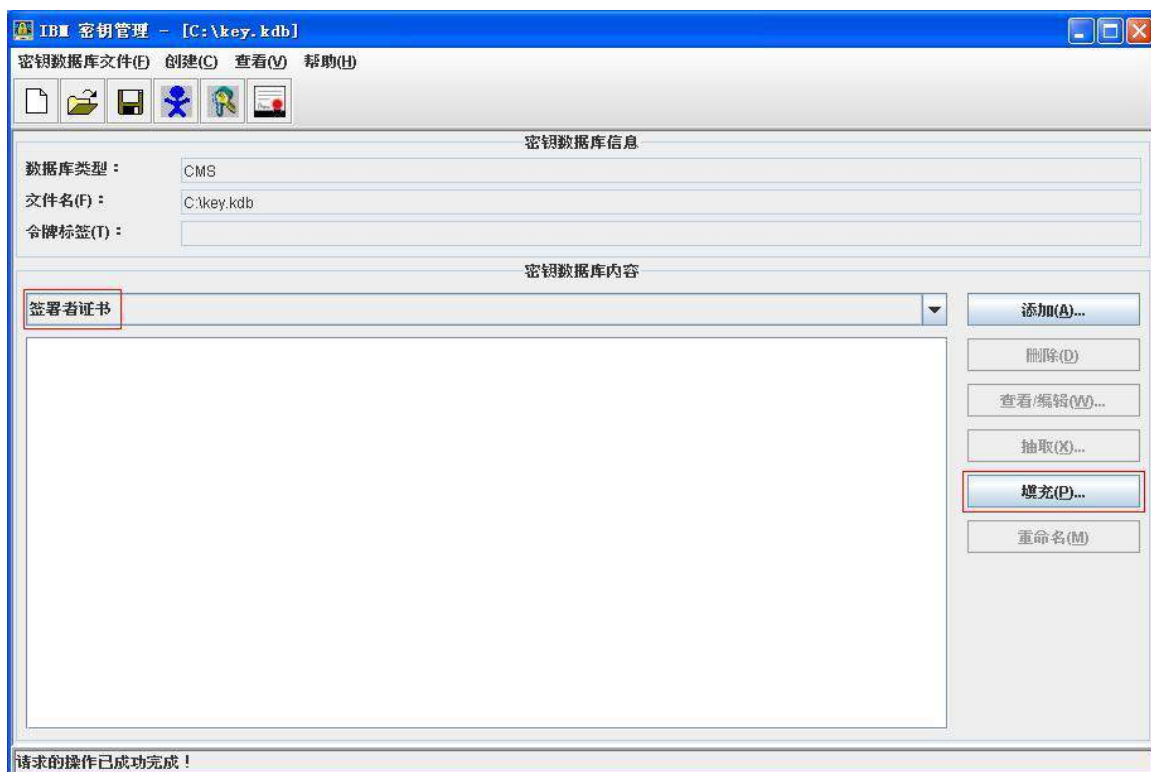 IBM 密钥管理 - [C:\key.kdb]
密钥数据库文件(F) 创建(C) 查看(V) 帮助(H)
密钥数据库信息
数据库类型： CMS
文件名(F)： C:\key.kdb
令牌标签(T)：
密钥数据库内容
签署者证书
添加(A)...
删除(D)
查看/编辑(W)...
抽取(X)...
填充(P)...
重命名(M)
请求的操作已成功完成！